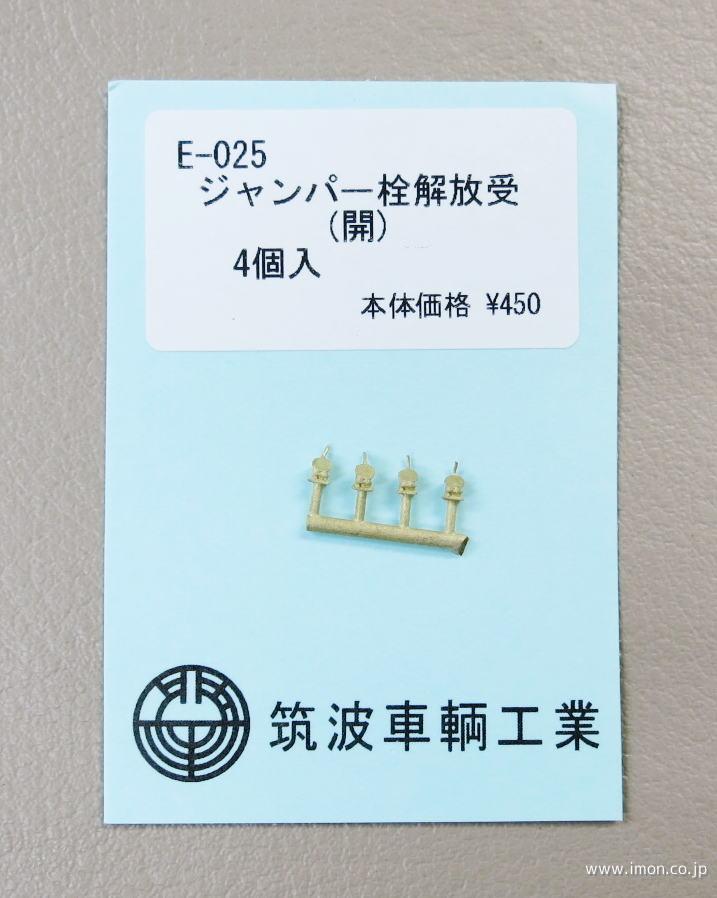 E-025
ジャンパー栓解放受
(開)
4個入
本体価格 ¥450
筑波車輌工業
www.imon.co.jp